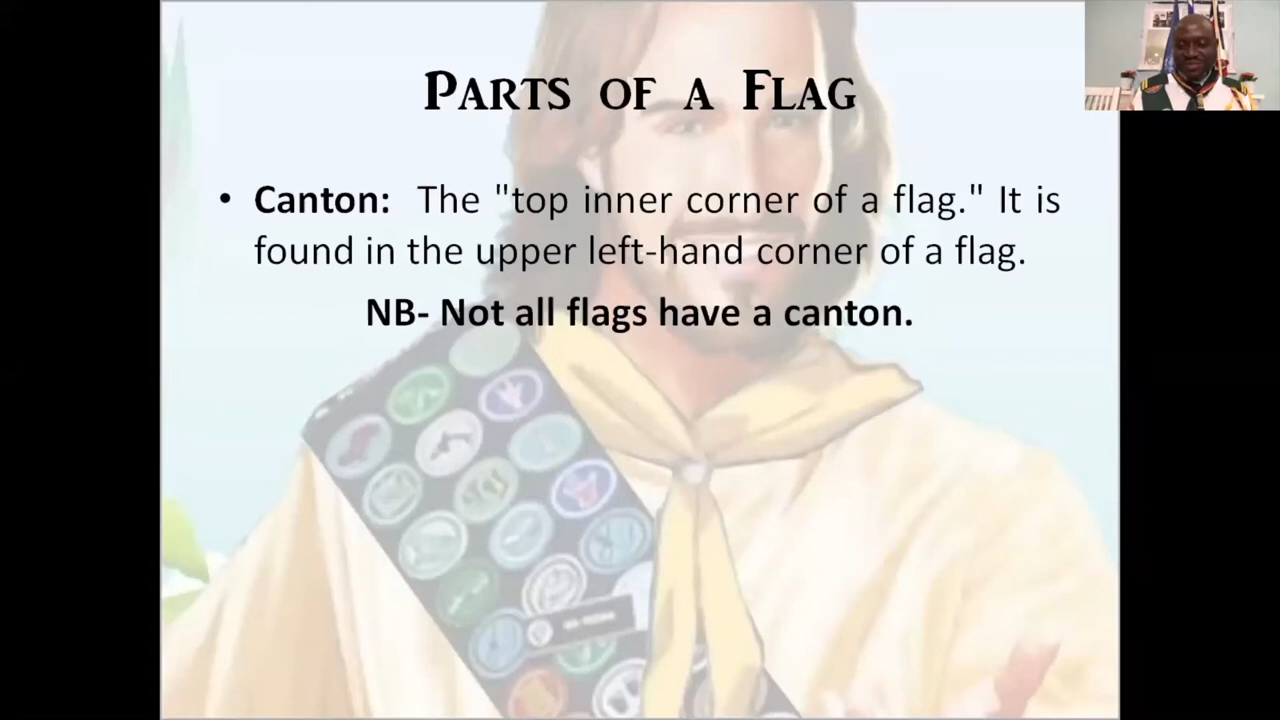 PARTS OF A FLAG
• Canton: The "top inner corner of a flag." It is
found in the upper left-hand corner of a flag.
NB- Not all flags have a canton.